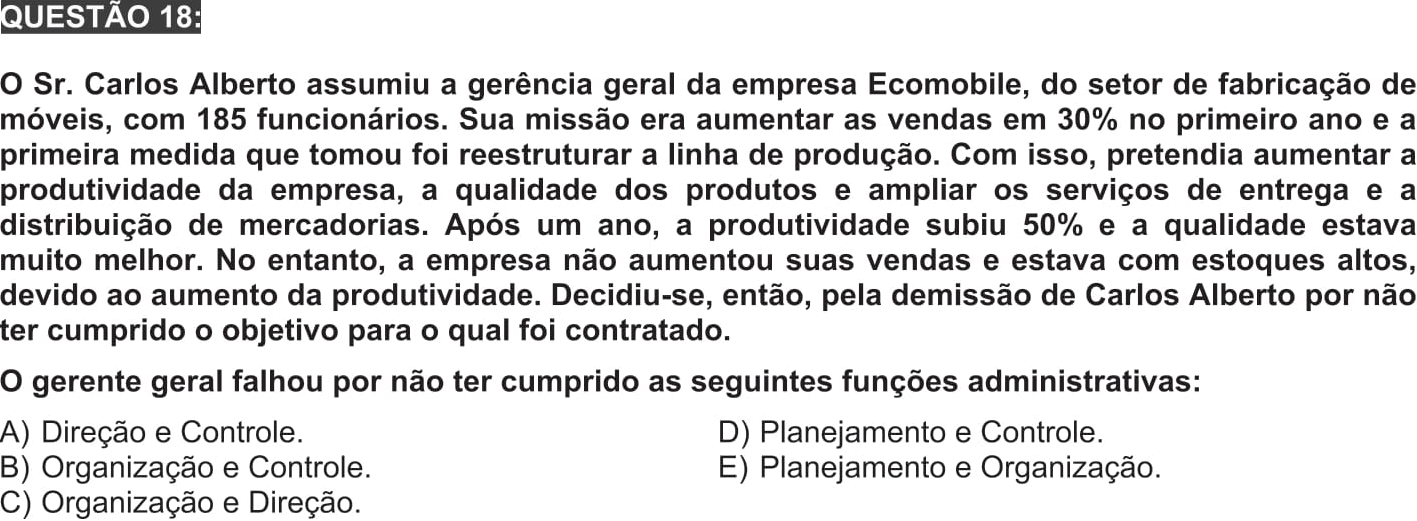 QUESTÃO 18:
O Sr. Carlos Alberto assumiu a gerência geral da empresa Ecomobile, do setor de fabricação de
móveis, com 185 funcionários. Sua missão era aumentar as vendas em 30% no primeiro ano e a
primeira medida que tomou foi reestruturar a linha de produção. Com isso, pretendia aumentar a
produtividade da empresa, a qualidade dos produtos e ampliar os serviços de entrega e a
distribuição de mercadorias. Após um ano, a produtividade subiu 50% e a qualidade estava
muito melhor. No entanto, a empresa não aumentou suas vendas e estava com estoques altos,
devido ao aumento da produtividade. Decidiu-se, então, pela demissão de Carlos Alberto por não
ter cumprido o objetivo para o qual foi contratado.
O gerente geral falhou por não ter cumprido as seguintes funções administrativas:
A) Direção e Controle.
B) Organização e Controle.
C) Organização e Direção.
D) Planejamento e Controle.
E) Planejamento e Organização.